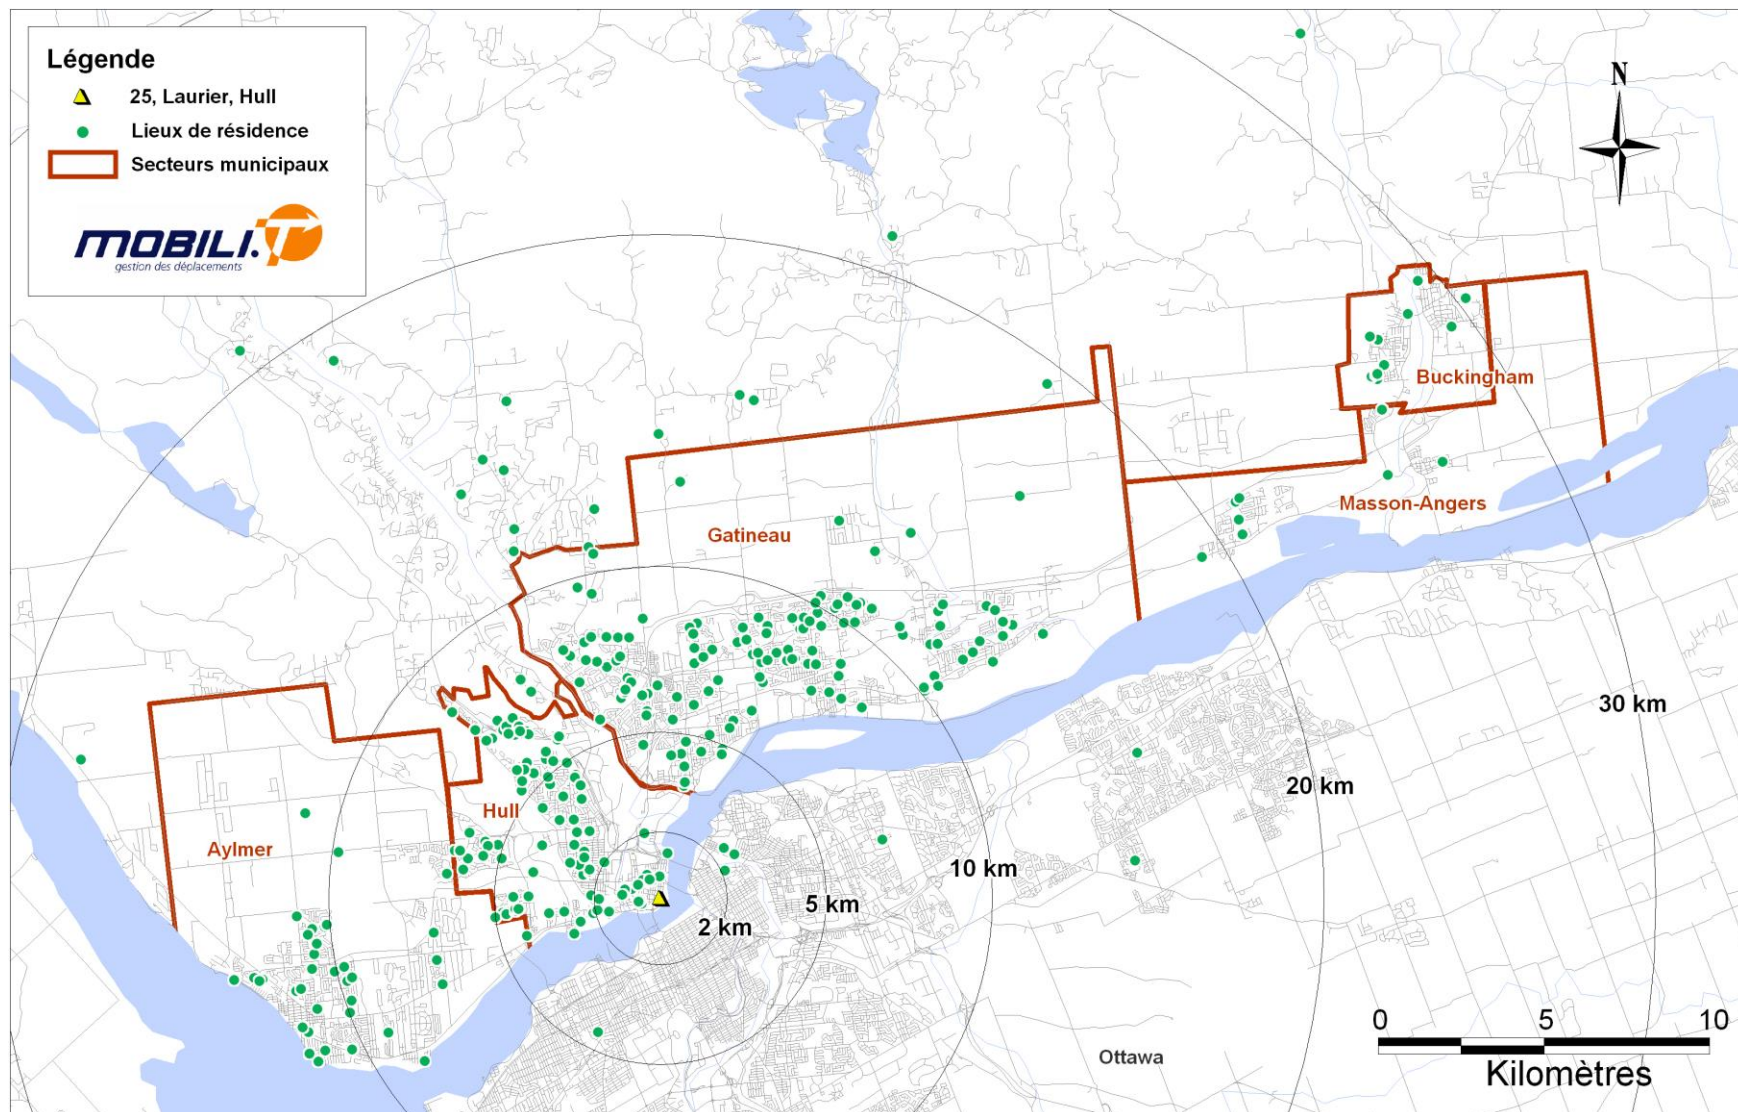 Légende
25, Laurier, Hull
Lieux de résidence
Secteurs municipaux
MOBILI.T
gestion des déplacements
N
Buckingham
Masson-Angers
Gatineau
30 km
20 km
Hull
Aylmer
10 km
5 km
2 km
Ottawa
0 5 10
Kilomètres